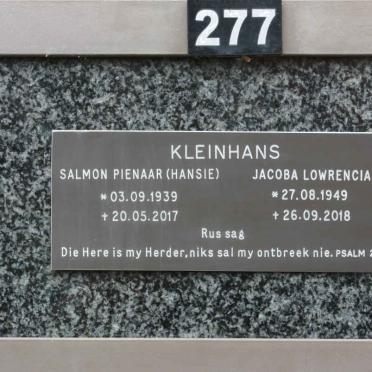 277
KLEINHANS
SALMON PIENAAR (HANSIE) JACOBA LOWRENCIA
* 03.09.1939 * 27.08.1949
+ 20.05.2017 + 26.09.2018
Rus sag
Die Here is my Herder, niks sal my ontbreek nie. PSALM